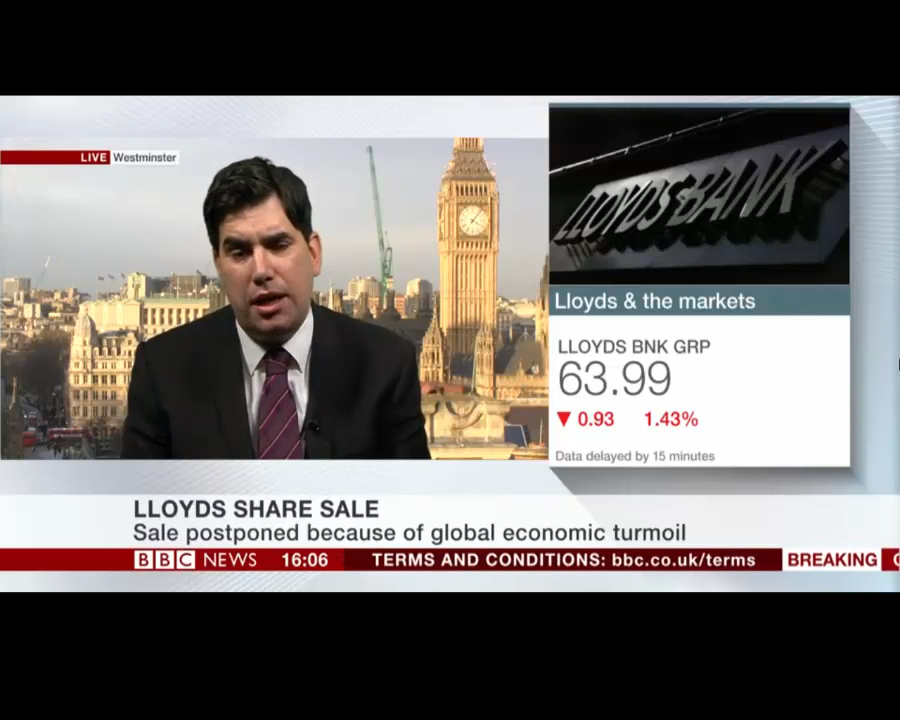 LIVE Westminster
LLOYDS BANK
Lloyds & the markets
LLOYDS BNK GRP
63.99
▼ 0.93 1.43%
Data delayed by 15 minutes
LLOYDS SHARE SALE
Sale postponed because of global economic turmoil
BBC NEWS 16:06 TERMS AND CONDITIONS: bbc.co.uk/terms BREAKING